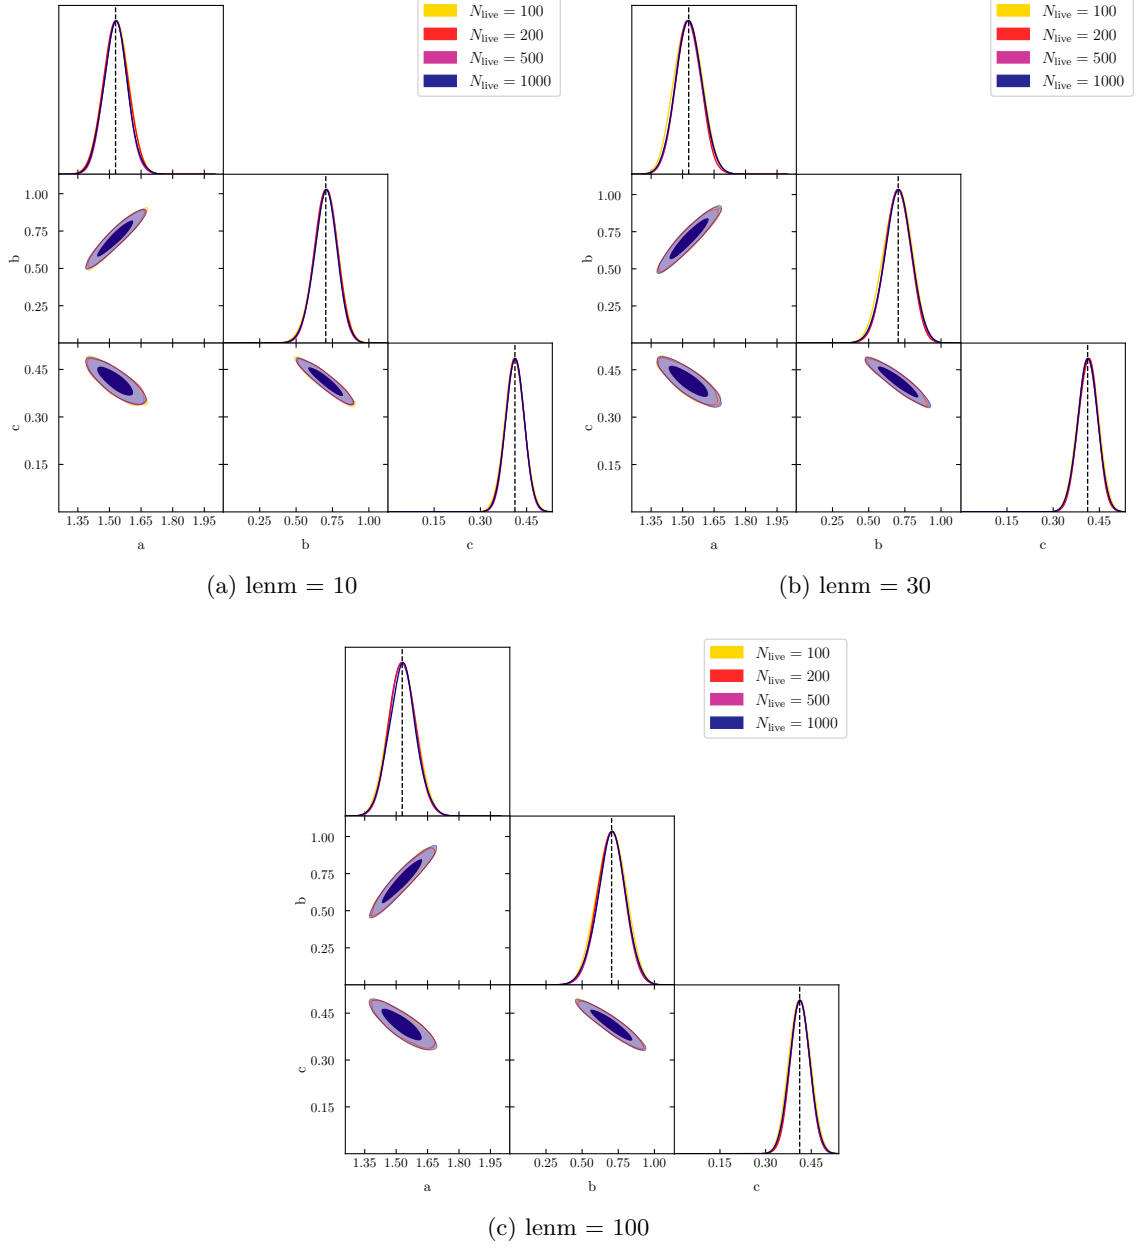 N_live = 100
N_live = 200
N_live = 500
N_live = 1000
1.00
0.75
0.50
0.25
b
0.45
0.30
0.15
c
1.35 1.50 1.65 1.80 1.95
0.25 0.50 0.75 1.00
0.15 0.30 0.45
a
b
c
(a) lenm = 10
N_live = 100
N_live = 200
N_live = 500
N_live = 1000
1.00
0.75
0.50
0.25
b
0.45
0.30
0.15
c
1.35 1.50 1.65 1.80 1.95
0.25 0.50 0.75 1.00
0.15 0.30 0.45
a
b
c
(b) lenm = 30
N_live = 100
N_live = 200
N_live = 500
N_live = 1000
1.00
0.75
0.50
0.25
b
0.45
0.30
0.15
c
1.35 1.50 1.65 1.80 1.95
0.25 0.50 0.75 1.00
0.15 0.30 0.45
a
b
c
(c) lenm = 100